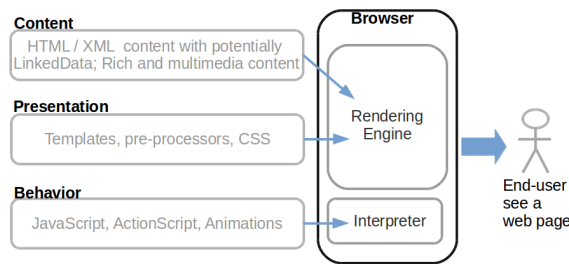 Content
HTML / XML  content with potentially
LinkedData; Rich and multimedia content
Presentation
Templates, pre-processors, CSS
Behavior
JavaScript, ActionScript, Animations
Browser
Rendering
Engine
Interpreter
End-user
see a
web page